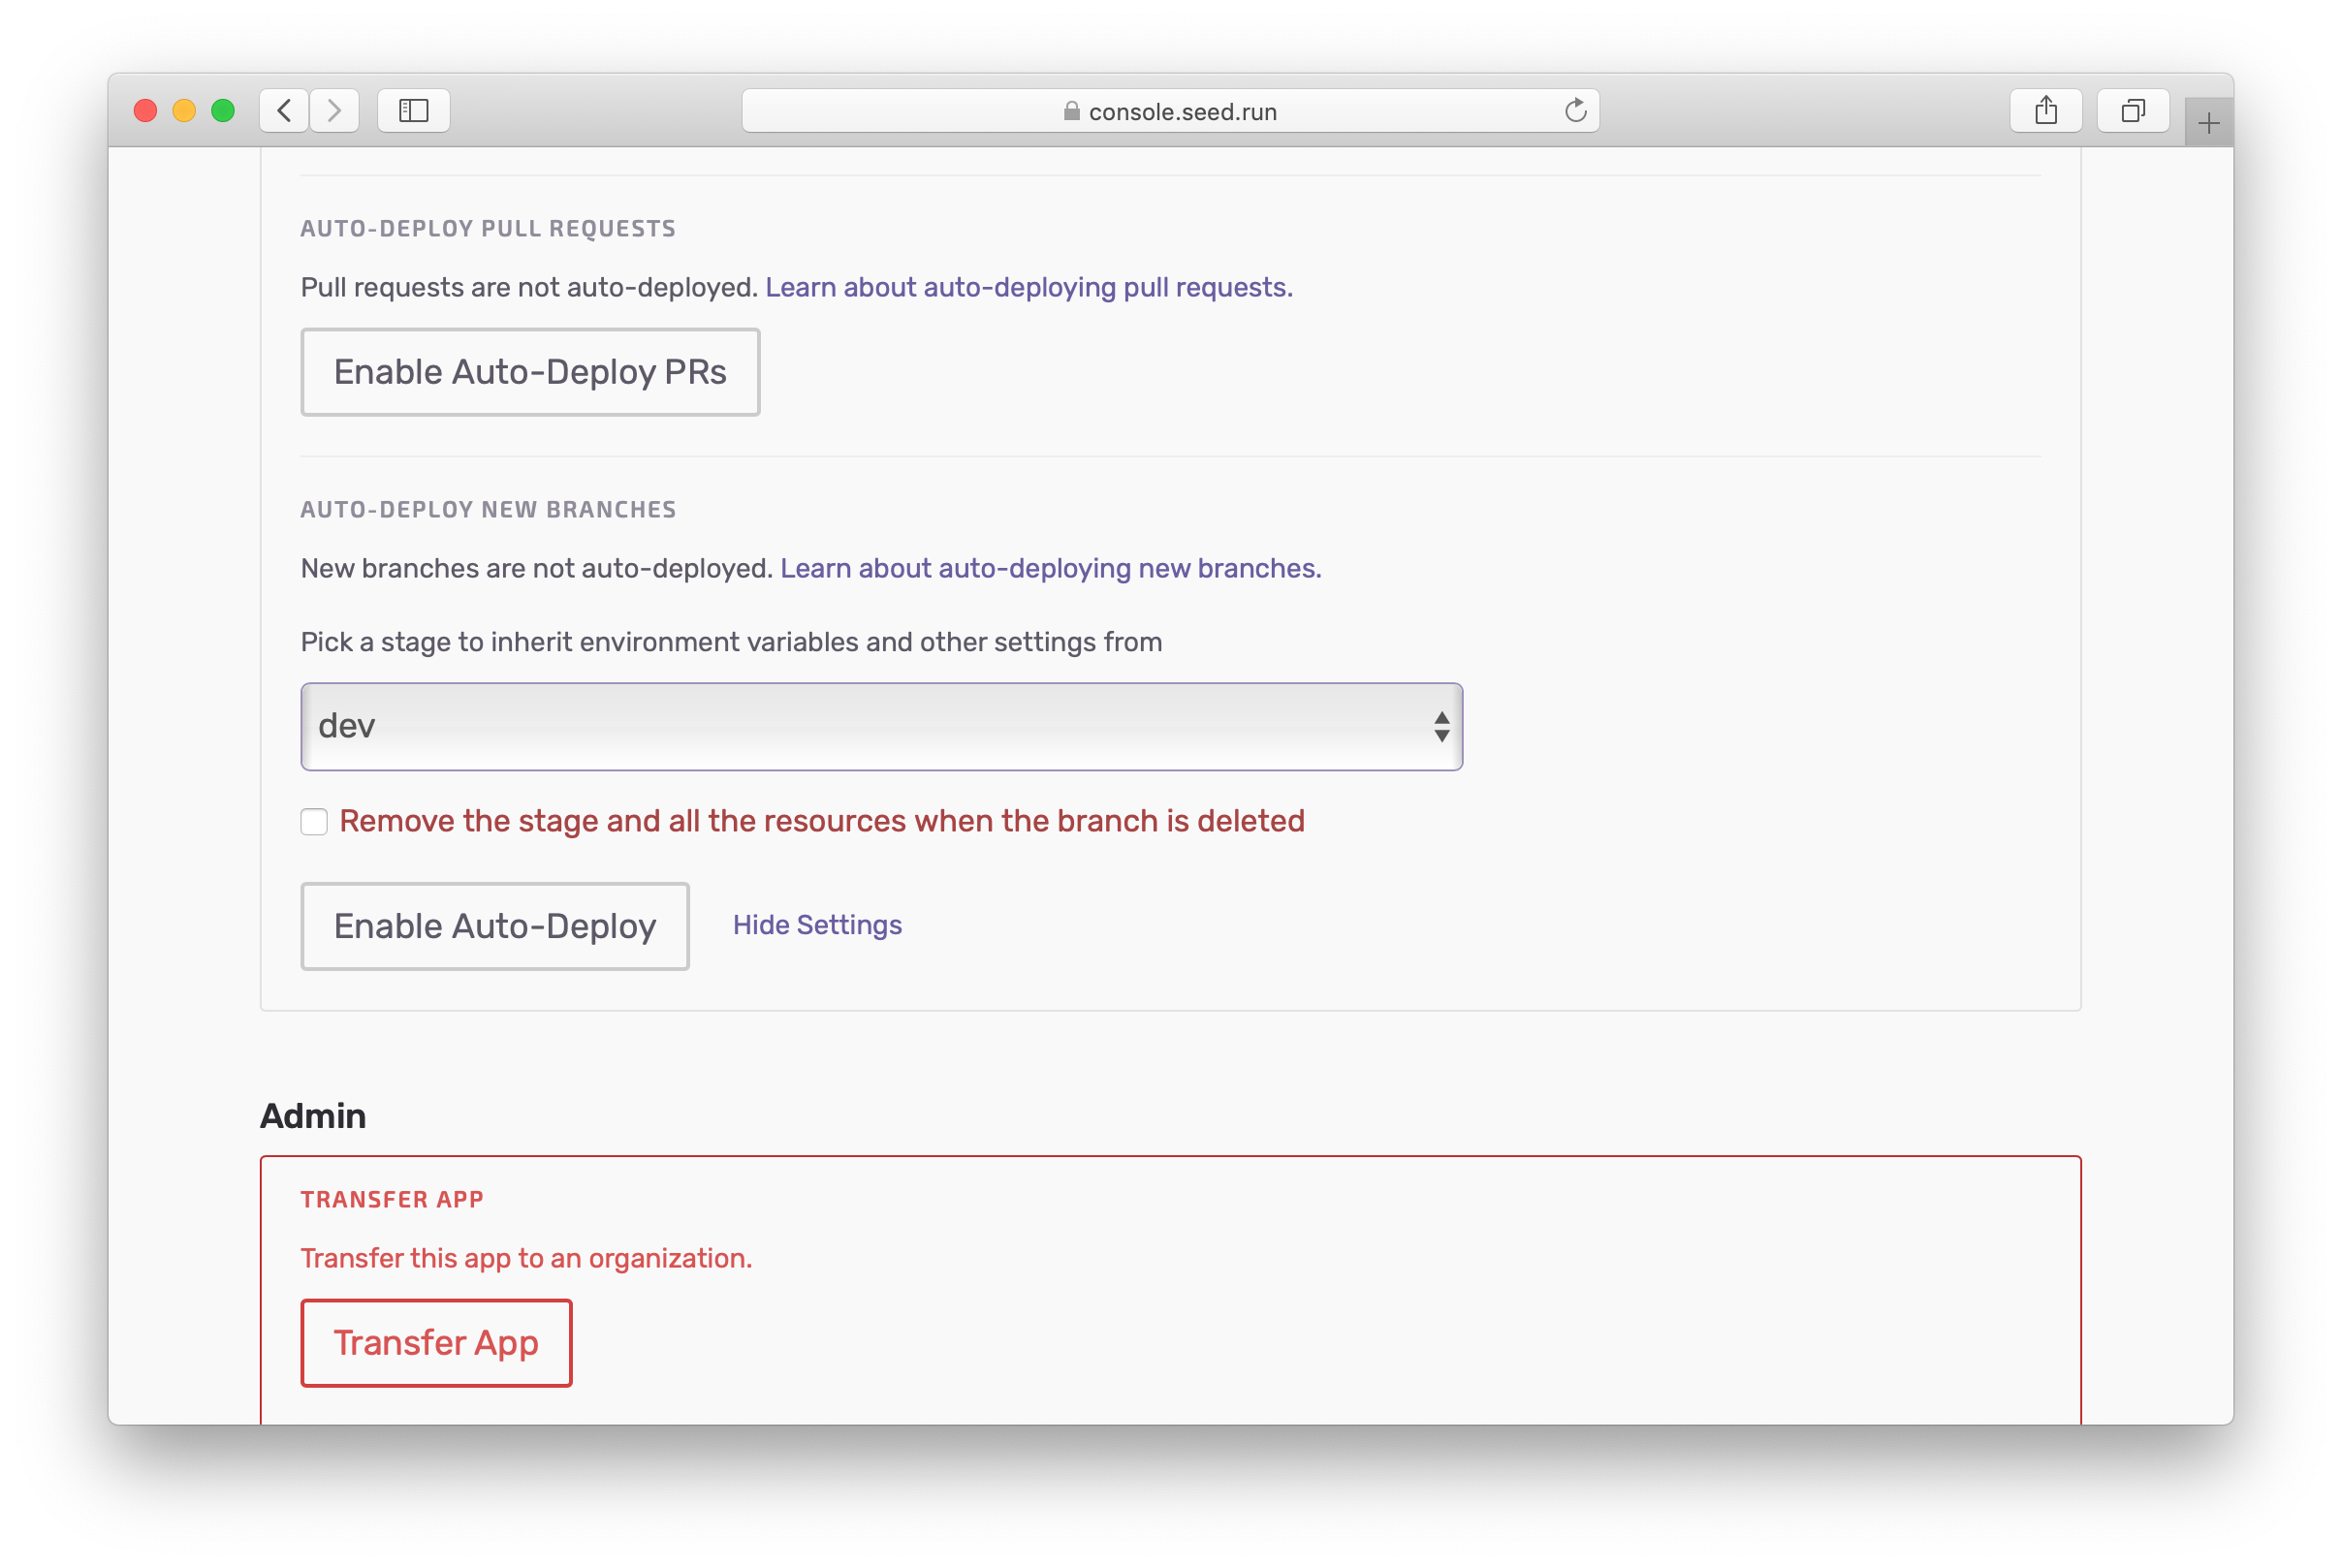 console.seed.run
AUTO-DEPLOY PULL REQUESTS
Pull requests are not auto-deployed. Learn about auto-deploying pull requests.
Enable Auto-Deploy PRs
AUTO-DEPLOY NEW BRANCHES
New branches are not auto-deployed. Learn about auto-deploying new branches.
Pick a stage to inherit environment variables and other settings from
dev
Remove the stage and all the resources when the branch is deleted
Enable Auto-Deploy Hide Settings
Admin
TRANSFER APP
Transfer this app to an organization.
Transfer App